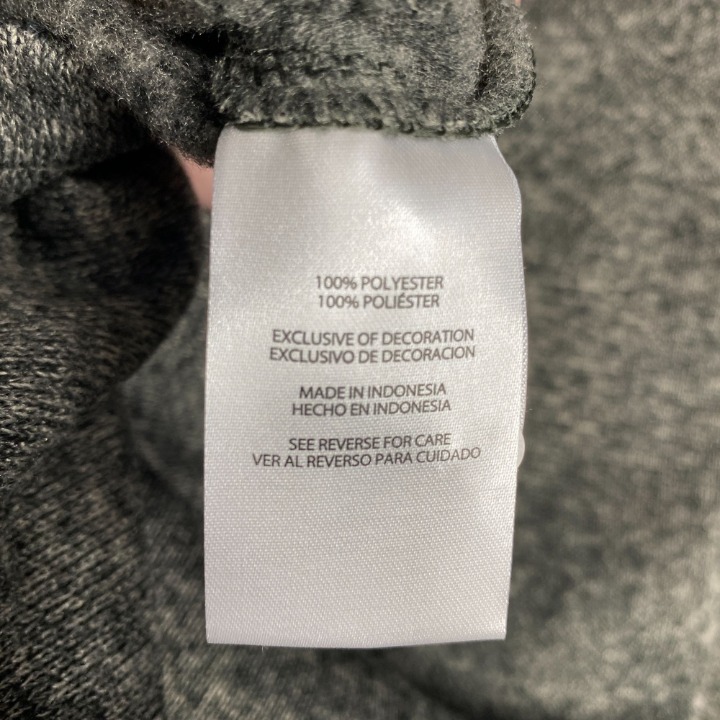 100% POLYESTER
100% POLIÉSTER
EXCLUSIVE OF DECORATION
EXCLUSIVO DE DECORACION
MADE IN INDONESIA
HECHO EN INDONESIA
SEE REVERSE FOR CARE
VER AL REVERSO PARA CUIDADO